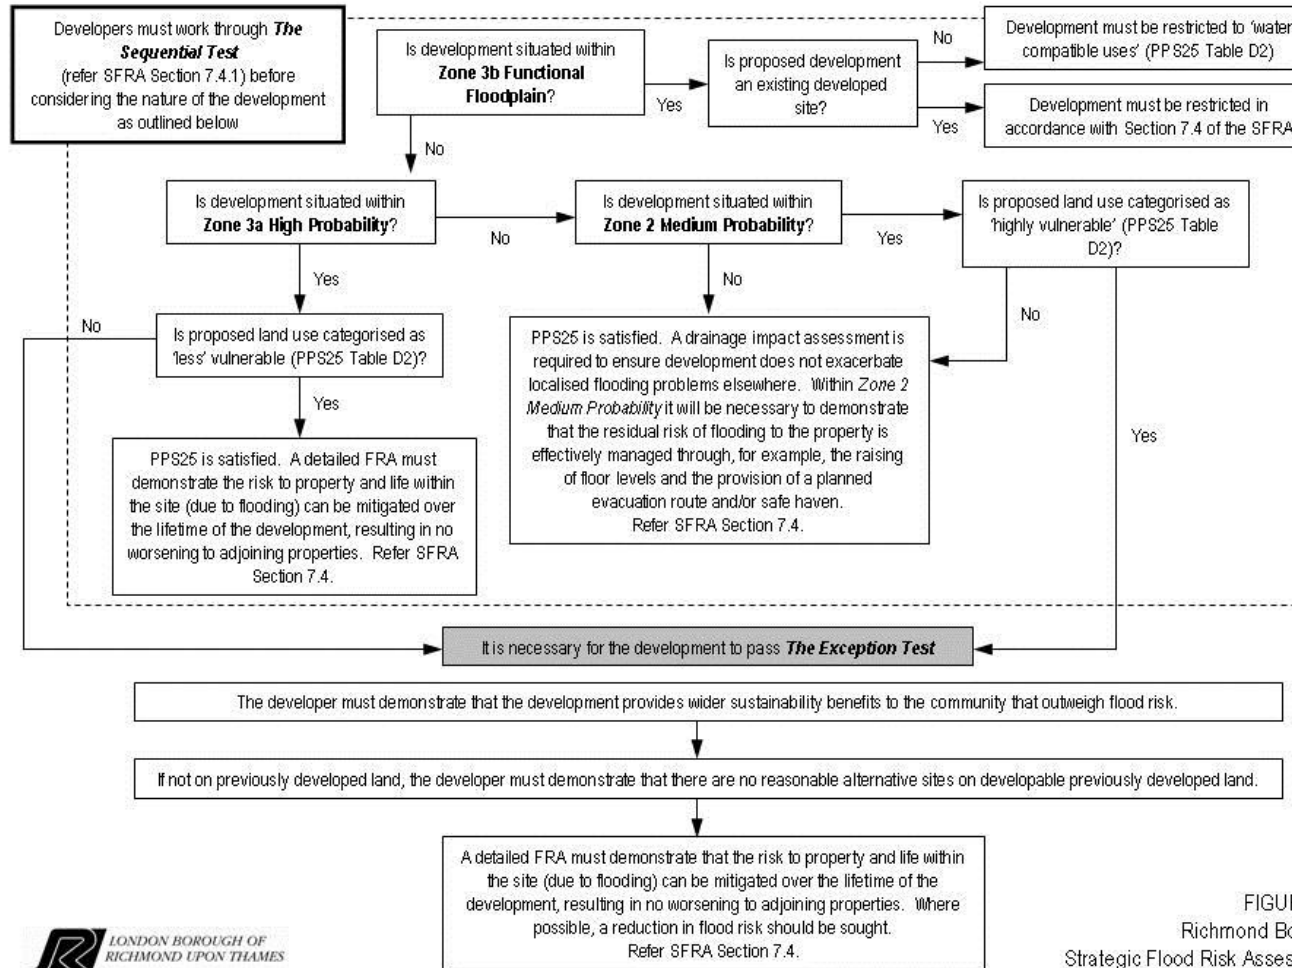 Developers must work through The
Sequential Test
(refer SFRA Section 7.4.1) before
considering the nature of the development
as outlined below
Is development situated within
Zone 3b Functional
Floodplain?
Yes
No
Is proposed development
an existing developed
site?
No
Yes
Development must be restricted to ‘water
compatible uses’ (PPS25 Table D2)
Development must be restricted in
accordance with Section 7.4 of the SFRA
Is development situated within
Zone 3a High Probability?
No
Yes
Is development situated within
Zone 2 Medium Probability?
Yes
No
Is proposed land use categorised as
‘highly vulnerable’ (PPS25 Table
D2)?
No
Yes
No
Is proposed land use categorised as
‘less’ vulnerable (PPS25 Table D2)?
Yes
PPS25 is satisfied. A drainage impact assessment is
required to ensure development does not exacerbate
localised flooding problems elsewhere. Within Zone 2
Medium Probability it will be necessary to demonstrate
that the residual risk of flooding to the property is
effectively managed through, for example, the raising
of floor levels and the provision of a planned
evacuation route and/or safe haven.
Refer SFRA Section 7.4.
PPS25 is satisfied. A detailed FRA must
demonstrate the risk to property and life within
the site (due to flooding) can be mitigated over
the lifetime of the development, resulting in no
worsening to adjoining properties. Refer SFRA
Section 7.4.
It is necessary for the development to pass The Exception Test
The developer must demonstrate that the development provides wider sustainability benefits to the community that outweigh flood risk.
If not on previously developed land, the developer must demonstrate that there are no reasonable alternative sites on developable previously developed land.
A detailed FRA must demonstrate that the risk to property and life within
the site (due to flooding) can be mitigated over the lifetime of the
development, resulting in no worsening to adjoining properties. Where
possible, a reduction in flood risk should be sought.
Refer SFRA Section 7.4.
LONDON BOROUGH OF
RICHMOND UPON THAMES
FIGU
Richmond Bo
Strategic Flood Risk Assess